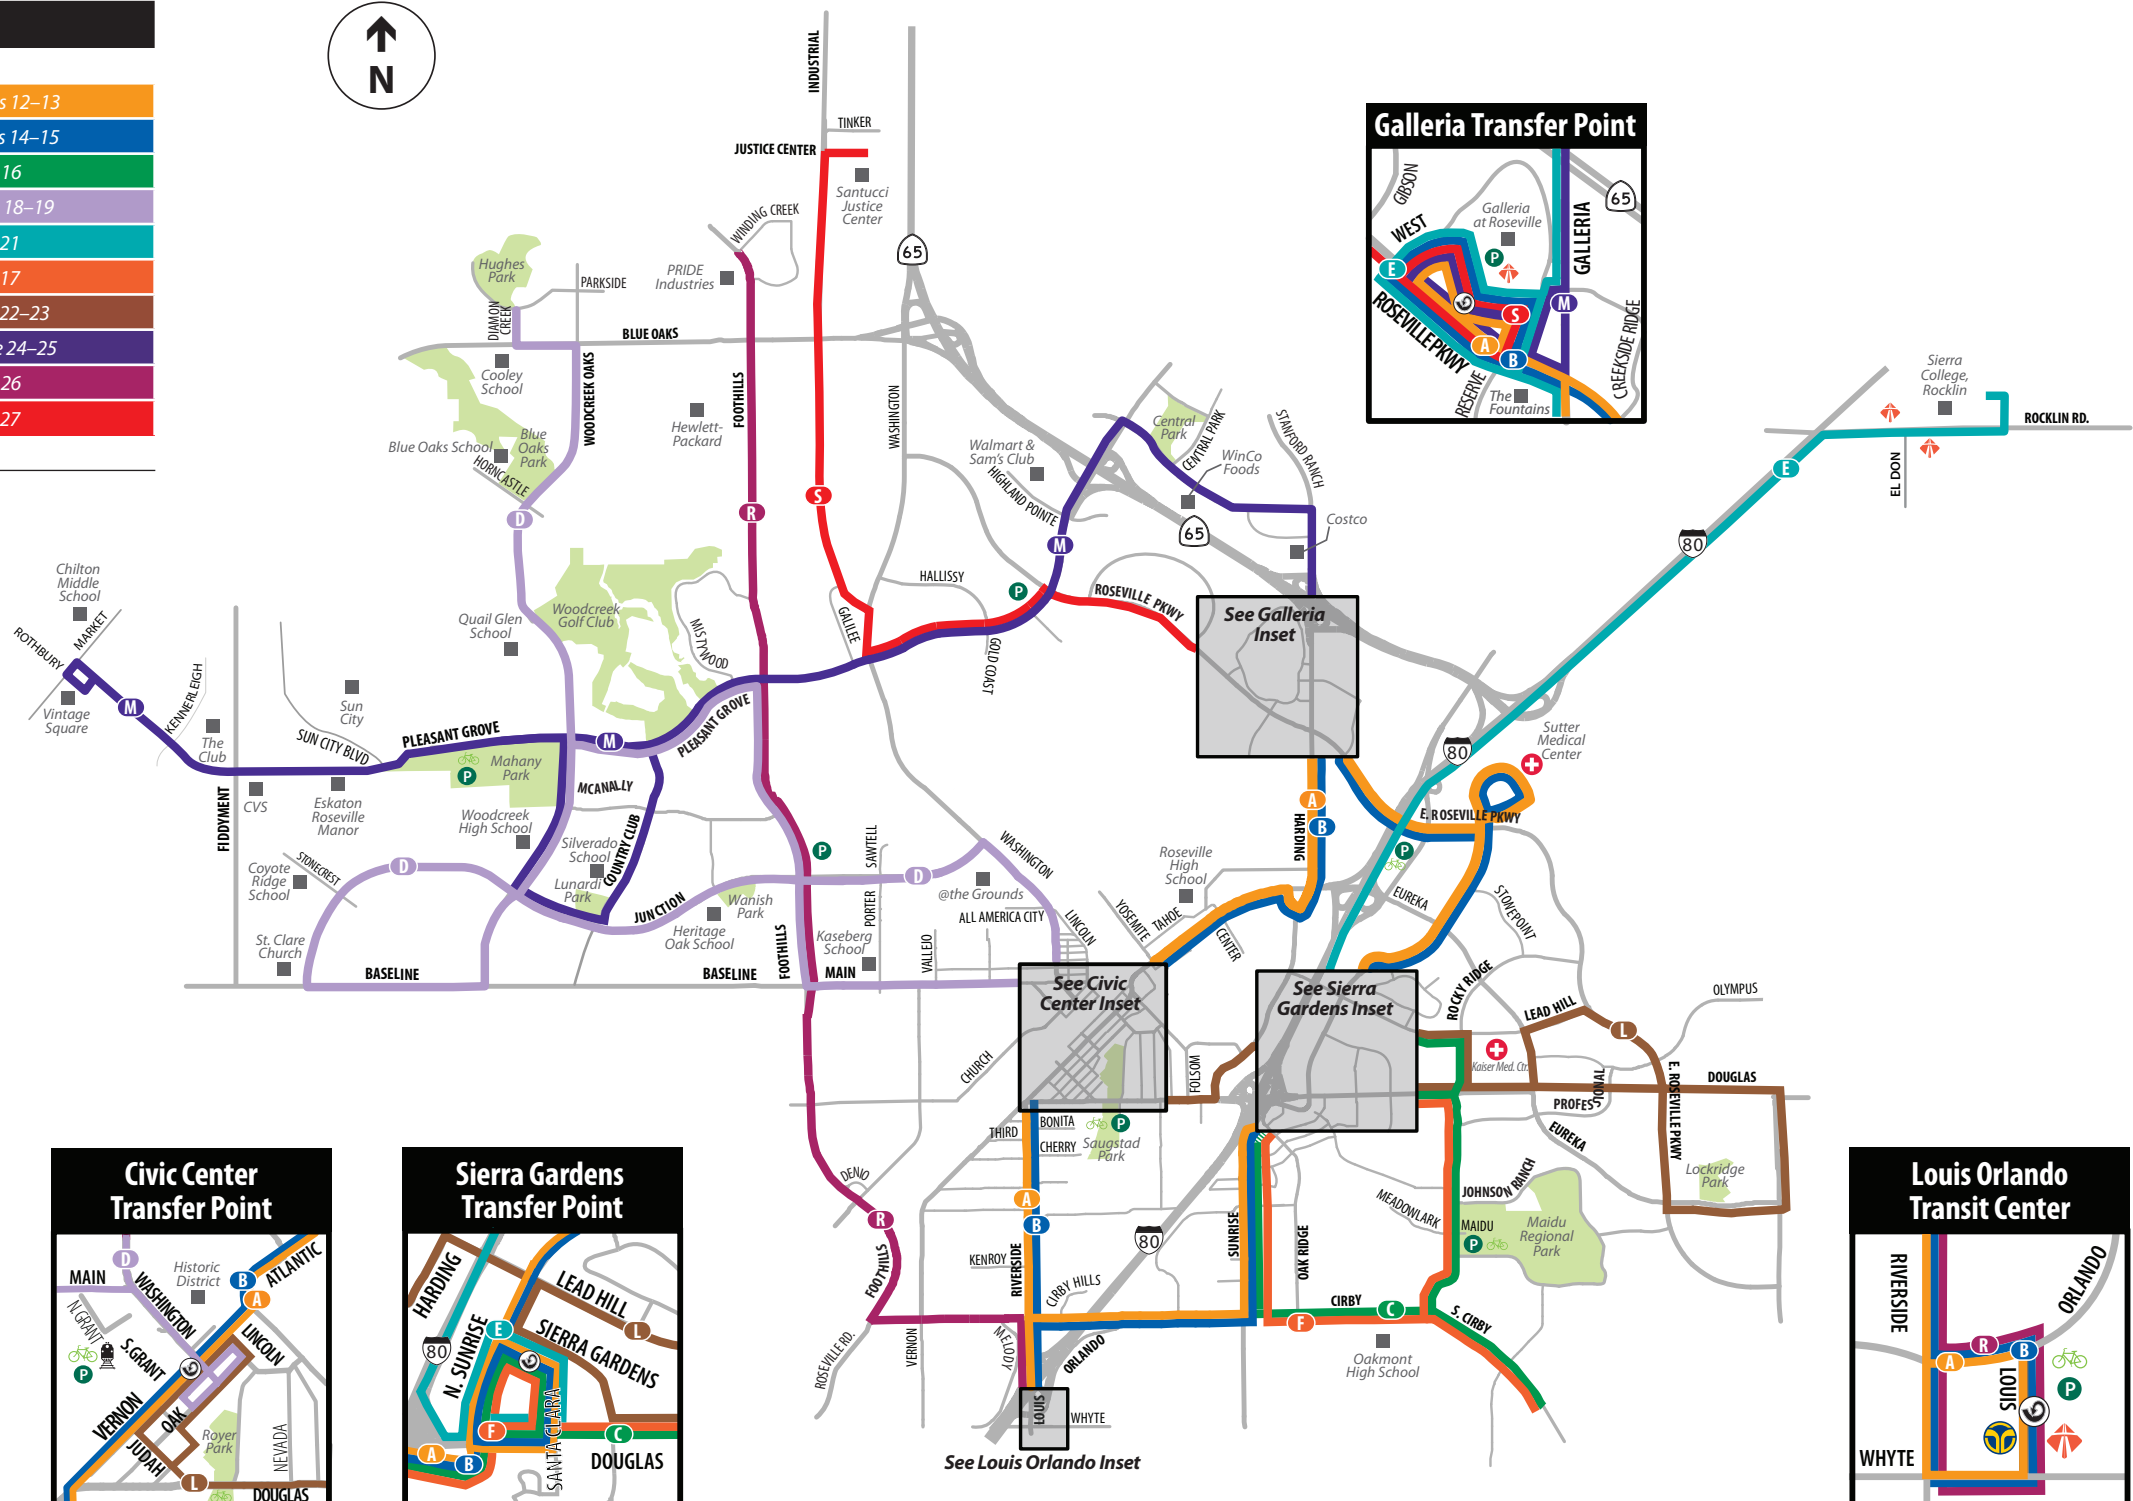 s 12–13
s 14–15
16
18–19
21
17
22–23
e 24–25
26
27
N
INDUSTRIAL
TINKER
JUSTICE CENTER
Santucci
Justice
Center
WINDING CREEK
PRIDE
Industries
65
Hughes
Park
PARKSIDE
DIAMON
CREEK
BLUE OAKS
Cooley
School
WOODCREEK OAKS
FOOTHILLS
Hewlett-
Packard
WASHINGTON
Blue Oaks School
Blue
Oaks
Park
HORNCASTLE
D
R
S
Walmart &
Sam's Club
HIGHLAND POINTE
Central
Park
CENTRAL PARK
WinCo
Foods
STANFORD RANCH
Costco
65
M
Galleria Transfer Point
GIBSON
WEST
Galleria
at Roseville
P
65
GALLERIA
E
M
S
A
B
ROSEVILLE PKWY
RESERVE
The
Fountains
CREEKSIDE RIDGE
Sierra
College,
Rocklin
ROCKLIN RD.
EL DON
E
80
Chilton
Middle
School
MARKET
ROTHBURY
Vintage
Square
M
KENNERLEIGH
The
Club
FIDDYMENT
CVS
Sun
City
SUN CITY BLVD
Eskaton
Roseville
Manor
PLEASANT GROVE
P
Mahany
Park
Quail Glen
School
Woodcreek
Golf Club
MISTYWOOD
M
PLEASANT GROVE
MCANALLY
Woodcreek
High School
Silverado
School
Lunardi
Park
COUNTRY CLUB
GALILEE
HALLISSY
GOLD COAST
P
ROSEVILLE PKWY
See Galleria
Inset
80
Sutter
Medical
Center
E. ROSEVILLE PKWY
A
B
HARDING
P
EUREKA
STONEPOINT
Roseville
High
School
YOSEMITE
TAHOE
CENTER
Coyote
Ridge
School
STONECREST
D
St. Clare
Church
BASELINE
JUNCTION
Heritage
Oak School
Wanish
Park
P
SAWTELL
PORTER
D
@the Grounds
WASHINGTON
ALL AMERICA CITY
LINCOLN
VALLEJO
BASELINE
FOOTHILLS
MAIN
Kaseberg
School
See Civic
Center Inset
See Sierra
Gardens Inset
ROCKY RIDGE
LEAD HILL
L
OLYMPUS
Kaiser Med. Ctr.
DOUGLAS
PROFES
SIONAL
EUREKA
E. ROSEVILLE PKWY
Lockridge
Park
CHURCH
FOLSOM
THIRD
BONITA
CHERRY
P
Saugstad
Park
DENIO
R
FOOTHILLS
A
B
KENROY
RIVERSIDE
CIRBY HILLS
80
SUNRISE
OAK RIDGE
MEADOWLARK
JOHNSON RANCH
MAIDU
P
Maidu
Regional
Park
CIRBY
C
F
S. CIRBY
Oakmont
High School
ROSEVILLE RD.
VERNON
MELODY
ORLANDO
LOUIS
WHYTE
See Louis Orlando Inset
Civic Center
Transfer Point
D
MAIN
Historic
District
B
A
ATLANTIC
WASHINGTON
N. GRANT
S. GRANT
P
LINCOLN
VERNON
OAK
JUDAH
Royer
Park
NEVADA
L
DOUGLAS
Sierra Gardens
Transfer Point
HARDING
LEAD HILL
80
N. SUNRISE
E
L
SIERRA GARDENS
SANTA CLARA
F
C
A
B
DOUGLAS
Louis Orlando
Transit Center
RIVERSIDE
ORLANDO
R
A
B
LOUIS
P
WHYTE